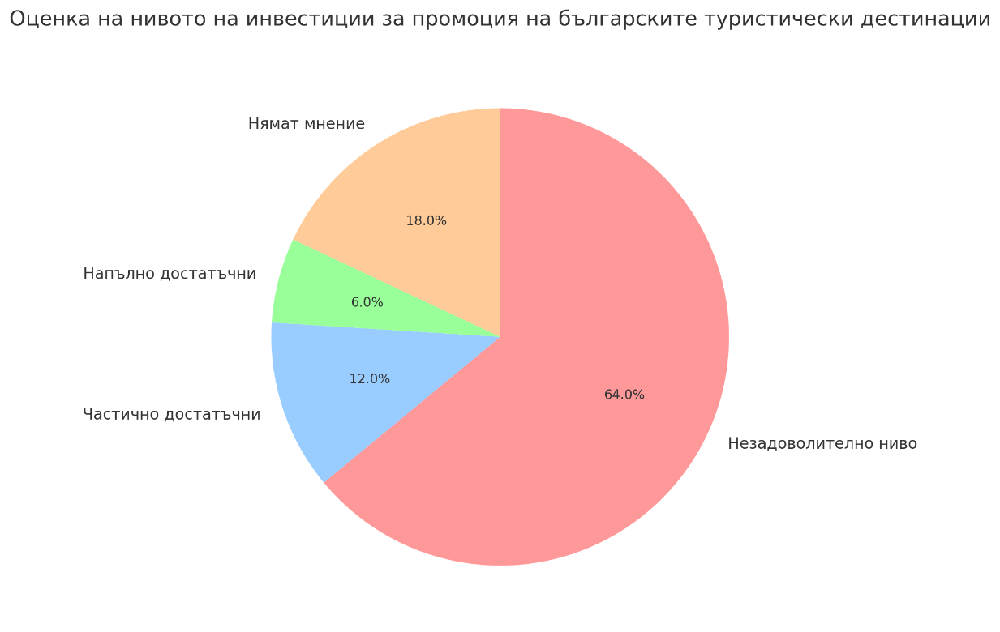 Оценка на нивото на инвестиции за промоция на българските туристически дестинации
Нямат мнение
18.0%
Напълно достатъчни
6.0%
12.0%
64.0%
Частично достатъчни
Незадоволително ниво